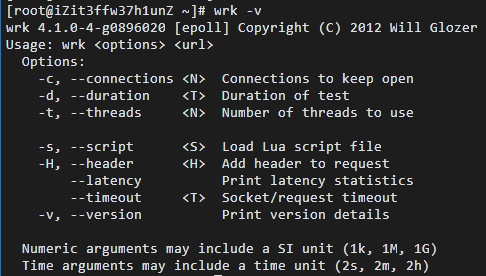 [root@iZit3ffw37h1unZ ~]# wrk -v
wrk 4.1.0-4-g0896020 [epoll] Copyright (C) 2012 Will Glozer
Usage: wrk <options> <url>
  Options:
    -c, --connections <N>  Connections to keep open
    -d, --duration    <T>  Duration of test
    -t, --threads     <N>  Number of threads to use

    -s, --script      <S>  Load Lua script file
    -H, --header      <H>  Add header to request
        --latency          Print latency statistics
        --timeout     <T>  Socket/request timeout
    -v, --version          Print version details

  Numeric arguments may include a SI unit (1k, 1M, 1G)
  Time arguments may include a time unit (2s, 2m, 2h)